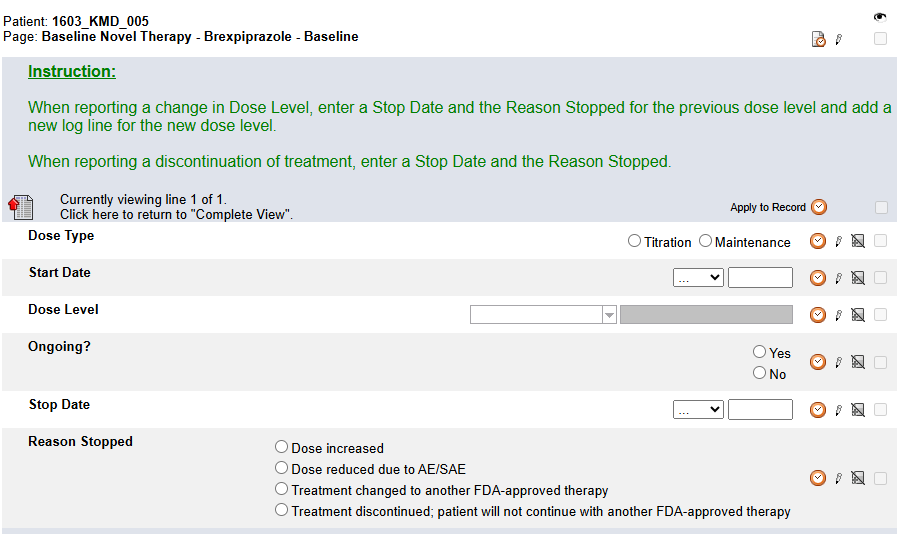 Patient: 1603_KMD_005
Page: Baseline Novel Therapy - Brexpiprazole - Baseline
Instruction:
When reporting a change in Dose Level, enter a Stop Date and the Reason Stopped for the previous dose level and add a
new log line for the new dose level.
When reporting a discontinuation of treatment, enter a Stop Date and the Reason Stopped.
Currently viewing line 1 of 1.
Click here to return to "Complete View".
Apply to Record
Dose Type
Titration Maintenance
Start Date
...
Dose Level
Ongoing?
Yes
No
Stop Date
...
Reason Stopped
Dose increased
Dose reduced due to AE/SAE
Treatment changed to another FDA-approved therapy
Treatment discontinued; patient will not continue with another FDA-approved therapy